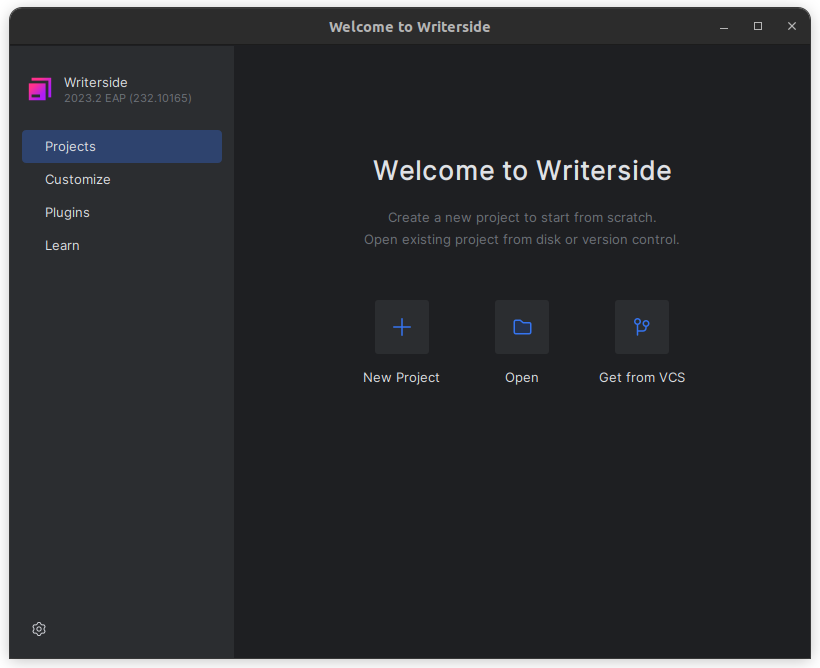 Welcome to Writerside
Writerside
2023.2 EAP (232.10165)
Projects
Customize
Plugins
Learn
Welcome to Writerside
Create a new project to start from scratch.
Open existing project from disk or version control.
New Project
Open
Get from VCS